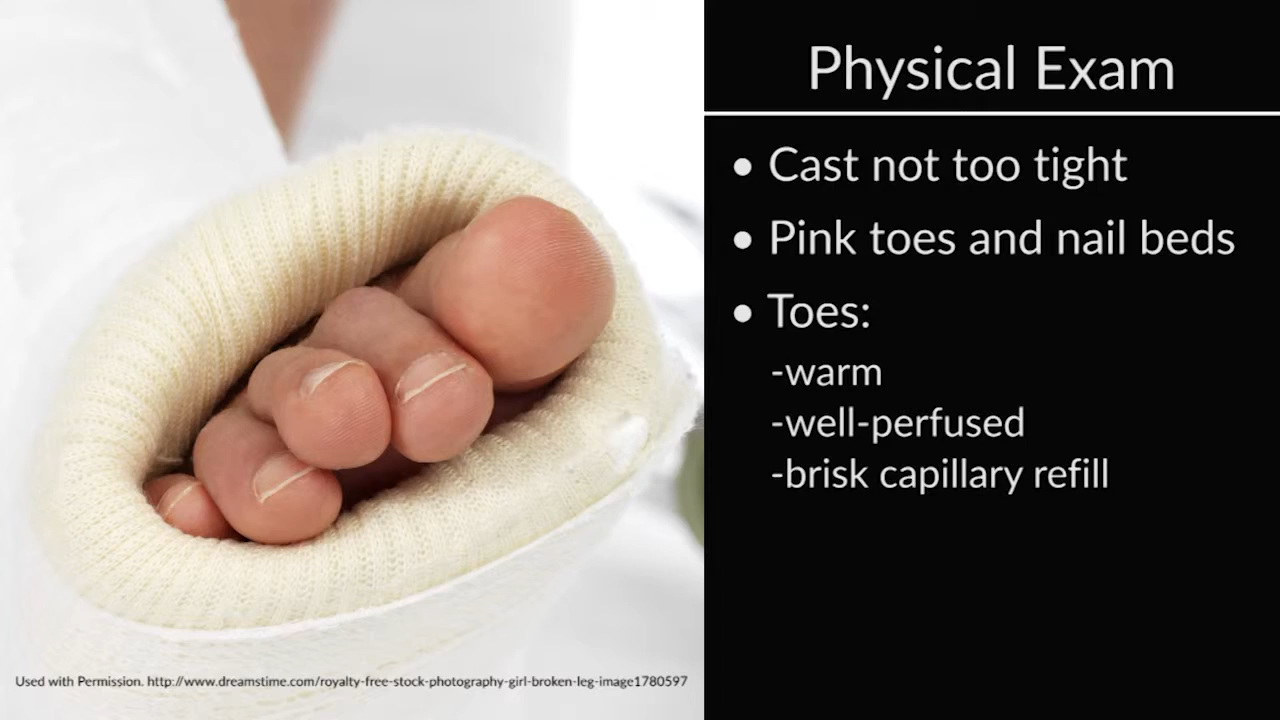 Physical Exam
• Cast not too tight
• Pink toes and nail beds
• Toes:
-warm
-well-perfused
-brisk capillary refill
Used with Permission. http://www.dreamstime.com/royalty-free-stock-photography-girl-broken-leg-image1780597